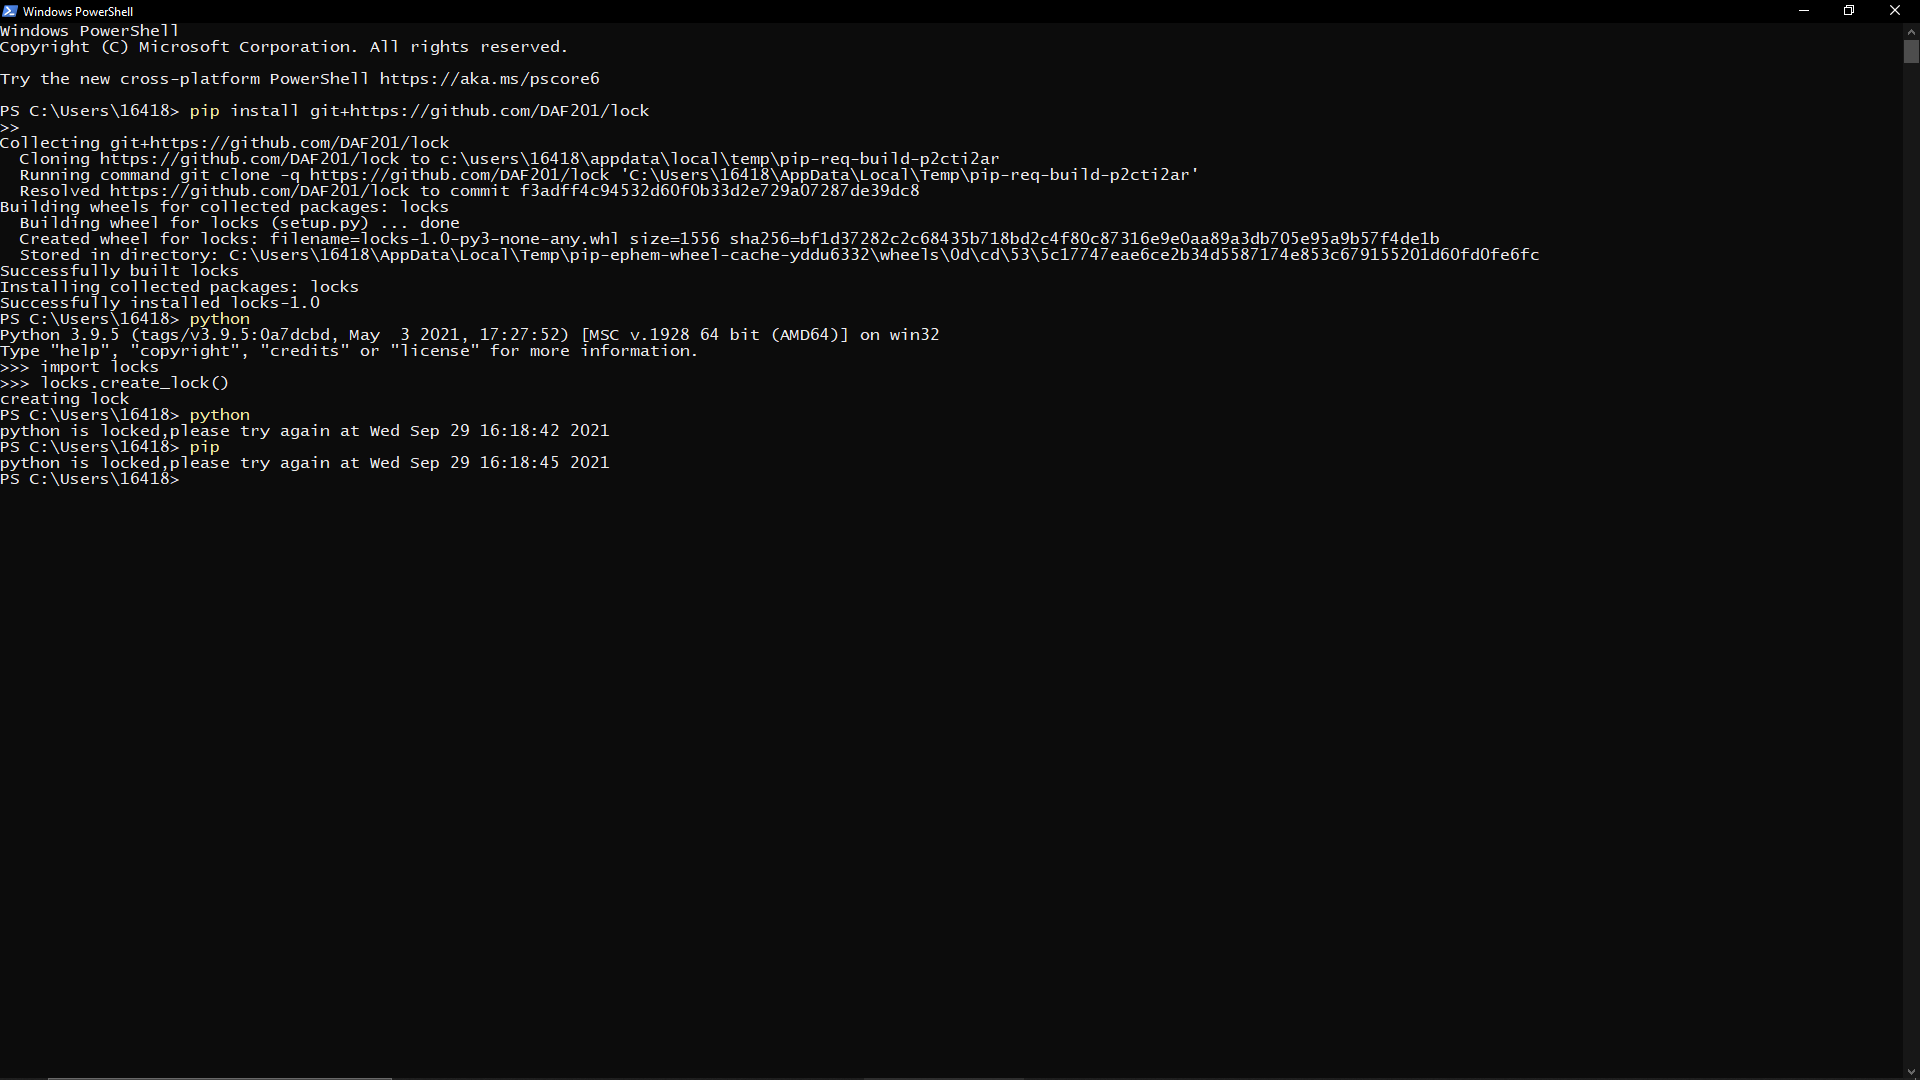 Windows PowerShell
Windows PowerShell
Copyright (C) Microsoft Corporation. All rights reserved.
Try the new cross-platform PowerShell https://aka.ms/pscore6
PS C:\Users\16418> pip install git+https://github.com/DAF201/lock
>>
Collecting git+https://github.com/DAF201/lock
  Cloning https://github.com/DAF201/lock to c:\users\16418\appdata\local\temp\pip-req-build-p2cti2ar
  Running command git clone -q https://github.com/DAF201/lock 'C:\Users\16418\AppData\Local\Temp\pip-req-build-p2cti2ar'
  Resolved https://github.com/DAF201/lock to commit f3adff4c94532d60f0b33d2e729a07287de39dc8
Building wheels for collected packages: locks
  Building wheel for locks (setup.py) ... done
  Created wheel for locks: filename=locks-1.0-py3-none-any.whl size=1556 sha256=bf1d37282c2c68435b718bd2c4f80c87316e9e0aa89a3db705e95a9b57f4de1b
  Stored in directory: C:\Users\16418\AppData\Local\Temp\pip-ephem-wheel-cache-yddu6332\wheels\0d\cd\53\5c17747eae6ce2b34d5587174e853c679155201d60fd0fe6fc
Successfully built locks
Installing collected packages: locks
Successfully installed locks-1.0
PS C:\Users\16418> python
Python 3.9.5 (tags/v3.9.5:0a7dcbd, May  3 2021, 17:27:52) [MSC v.1928 64 bit (AMD64)] on win32
Type "help", "copyright", "credits" or "license" for more information.
>>> import locks
>>> locks.create_lock()
creating lock
PS C:\Users\16418> python
python is locked,please try again at Wed Sep 29 16:18:42 2021
PS C:\Users\16418> pip
python is locked,please try again at Wed Sep 29 16:18:45 2021
PS C:\Users\16418>